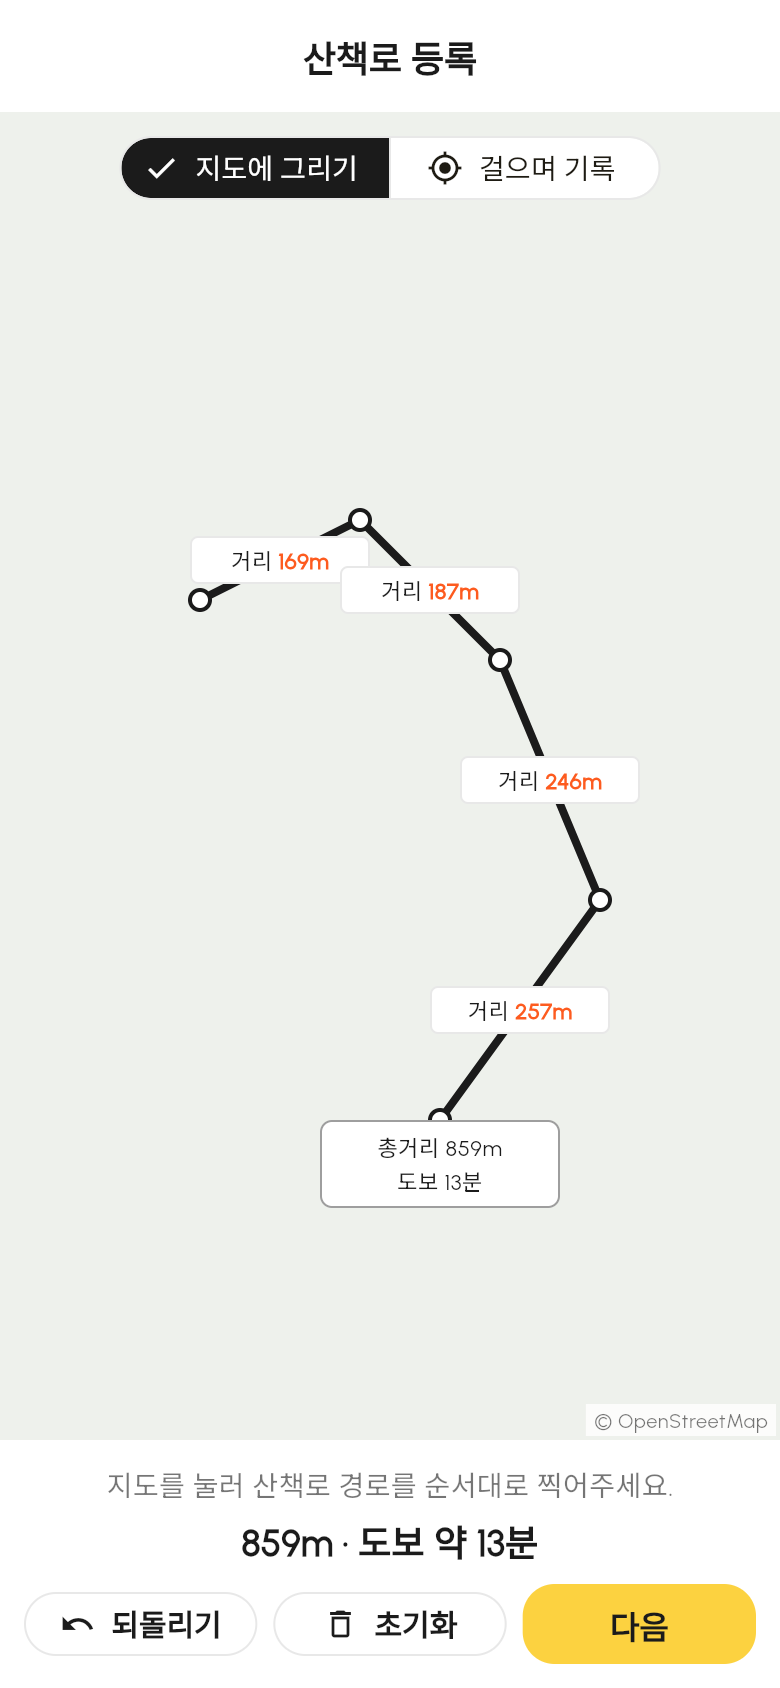 산책로 등록
지도에 그리기
걸으며 기록
거리 169m
거리 187m
거리 246m
거리 257m
총거리 859m
도보 13분
© OpenStreetMap
지도를 눌러 산책로 경로를 순서대로 찍어주세요.
859m · 도보 약 13분
되돌리기
초기화
다음